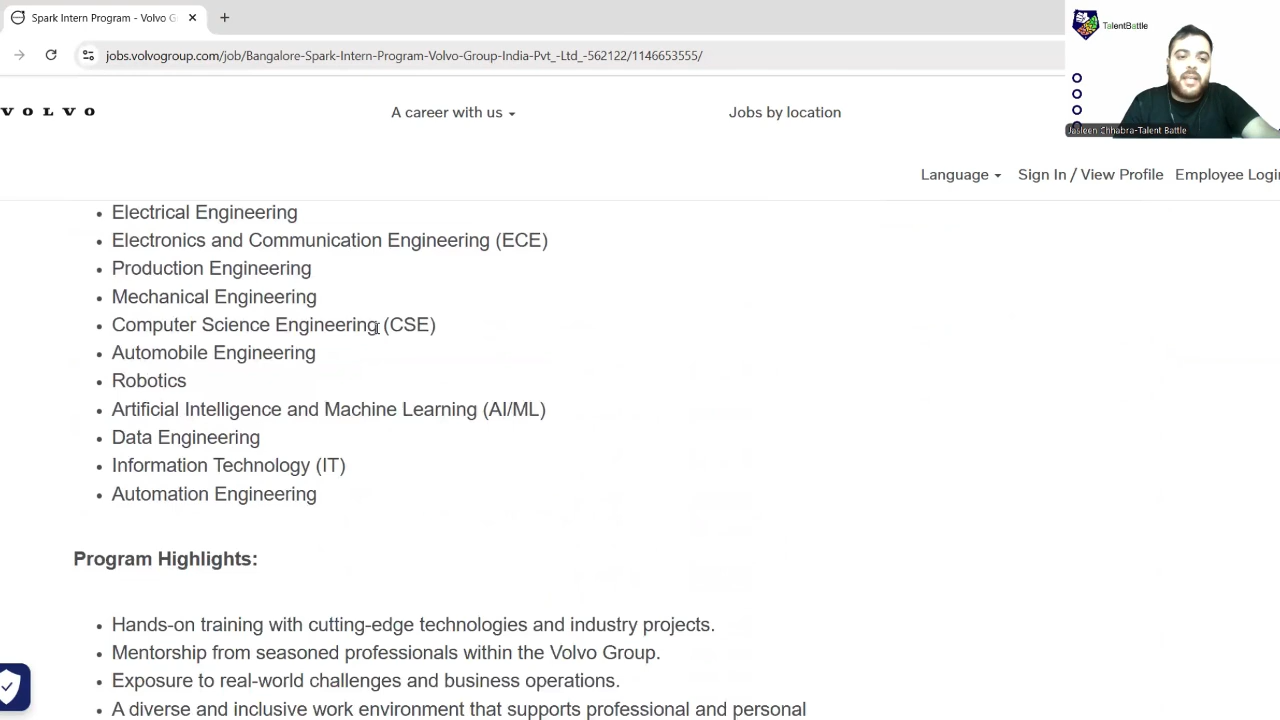 Spark Intern Program - Volvo G
jobs.volvogroup.com/job/Bangalore-Spark-Intern-Program-Volvo-Group-India-Pvt_-Ltd_-562122/1146653555/
TalentBattle
Jasleen Chhabra-Talent Battle
VOLVO
A career with us
Jobs by location
Language
Sign In / View Profile
Employee Logi
• Electrical Engineering
• Electronics and Communication Engineering (ECE)
• Production Engineering
• Mechanical Engineering
• Computer Science Engineering (CSE)
• Automobile Engineering
• Robotics
• Artificial Intelligence and Machine Learning (AI/ML)
• Data Engineering
• Information Technology (IT)
• Automation Engineering
Program Highlights:
• Hands-on training with cutting-edge technologies and industry projects.
• Mentorship from seasoned professionals within the Volvo Group.
• Exposure to real-world challenges and business operations.
• A diverse and inclusive work environment that supports professional and personal